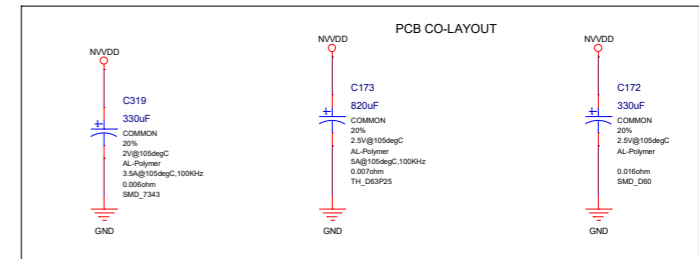 PCB CO-LAYOUT
NVVDD
C319
330uF
COMMON
20%
2V@105degC
AL-Polymer
3.5A@105degC,100KHz
0.006ohm
SMD_7343
GND
NVVDD
C173
820uF
COMMON
20%
2.5V@105degC
AL-Polymer
5A@105degC,100KHz
0.007ohm
TH_D63P25
GND
NVVDD
C172
330uF
COMMON
20%
2.5V@105degC
AL-Polymer
0.016ohm
SMD_D60
GND